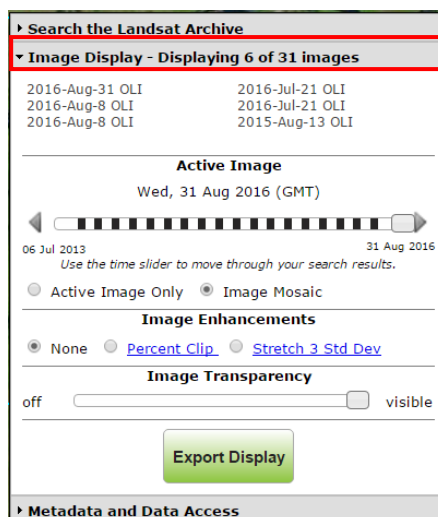 Search the Landsat Archive
Image Display - Displaying 6 of 31 images
2016-Aug-31 OLI 2016-Jul-21 OLI
2016-Aug-8 OLI 2016-Jul-21 OLI
2016-Aug-8 OLI 2015-Aug-13 OLI
Active Image
Wed, 31 Aug 2016 (GMT)
06 Jul 2013 31 Aug 2016
Use the time slider to move through your search results.
Active Image Only Image Mosaic
Image Enhancements
None Percent Clip Stretch 3 Std Dev
Image Transparency
off visible
Export Display
Metadata and Data Access